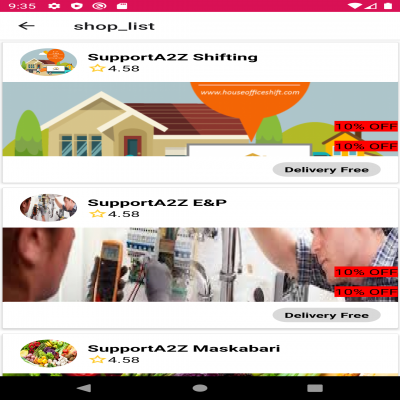 9:35
shop_list
SupportA2Z Shifting
4.58
www.houseofficeshift.com
10% OFF
10% OFF
Delivery Free
SupportA2Z E&P
4.58
10% OFF
10% OFF
Delivery Free
SupportA2Z Maskabari
4.58